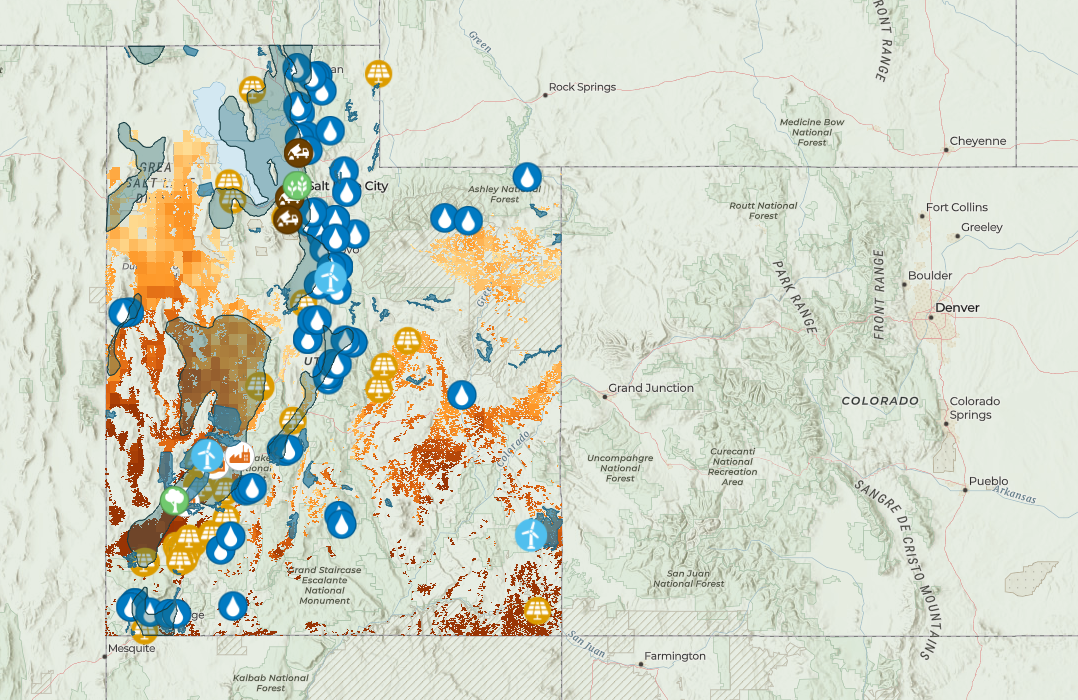 Green
FRONT RANGE
Rock Springs
Medicine Bow
National
Forest
Cheyenne
GREA
SALT L
D
Salt
City
Ashley National
Forest
Routt National
Forest
Fort Collins
Greeley
PARK RANGE
FRONT RANGE
Boulder
Denver
Du
Gree
UT
Grand Junction
COLORADO
Colorado
Springs
Colorado
Uncompahgre
National
Forest
Curecanti
National
Recreation
Area
Pueblo
Arkansas
SANGRE DE CRISTO MOUNTAINS
Grand Staircase
Escalante
National
Monument
San Juan
National Forest
Mesquite
San Juan
Farmington
Kaibab National
Forest